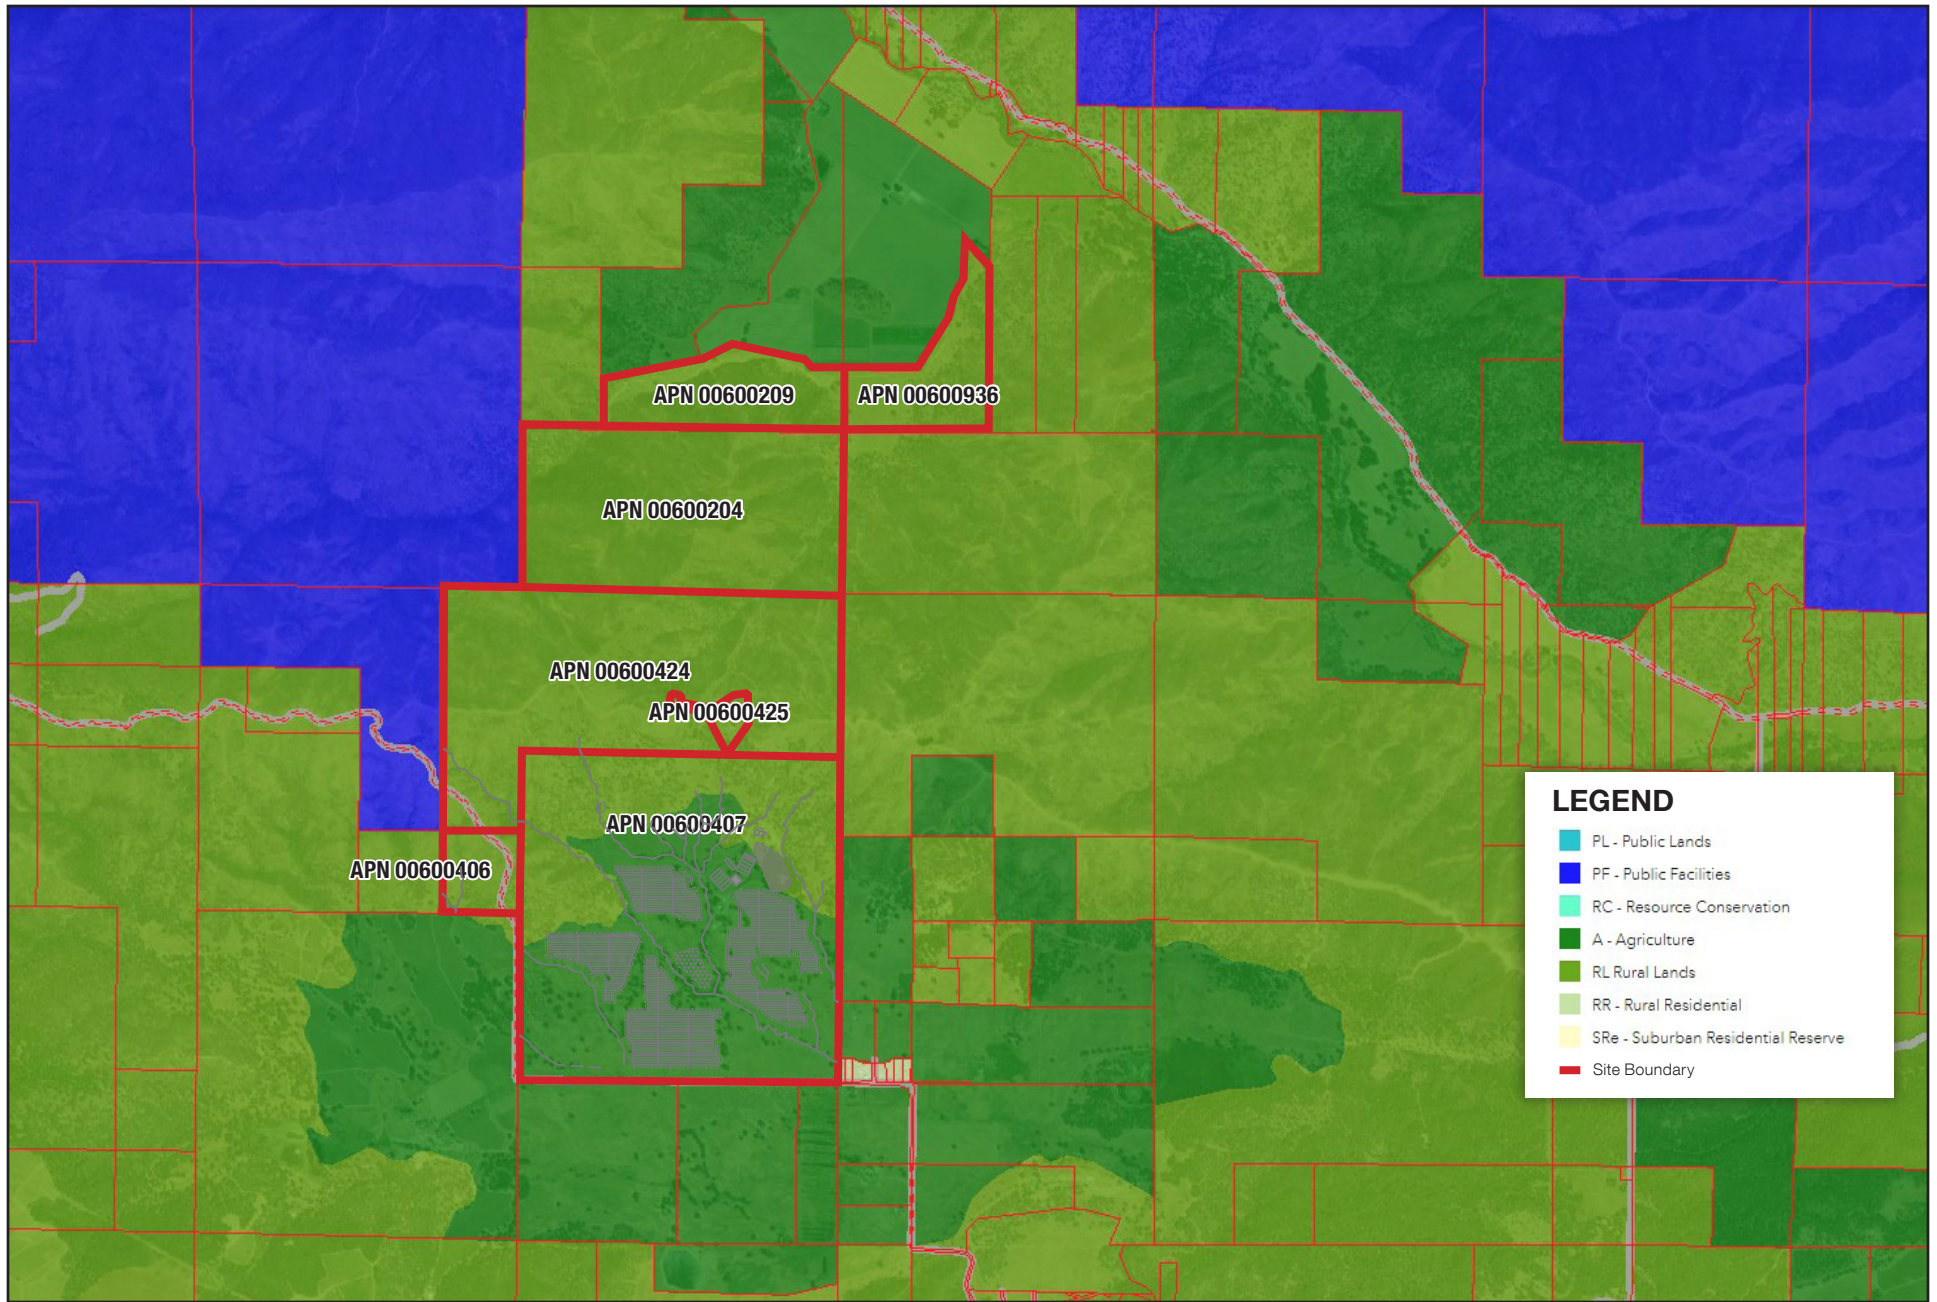 APN 00600209
APN 00600936
APN 00600204
APN 00600424
APN 00600425
APN 00600407
APN 00600406
LEGEND
PL - Public Lands
PF - Public Facilities
RC - Resource Conservation
A - Agriculture
RL Rural Lands
RR - Rural Residential
SRe - Suburban Residential Reserve
Site Boundary